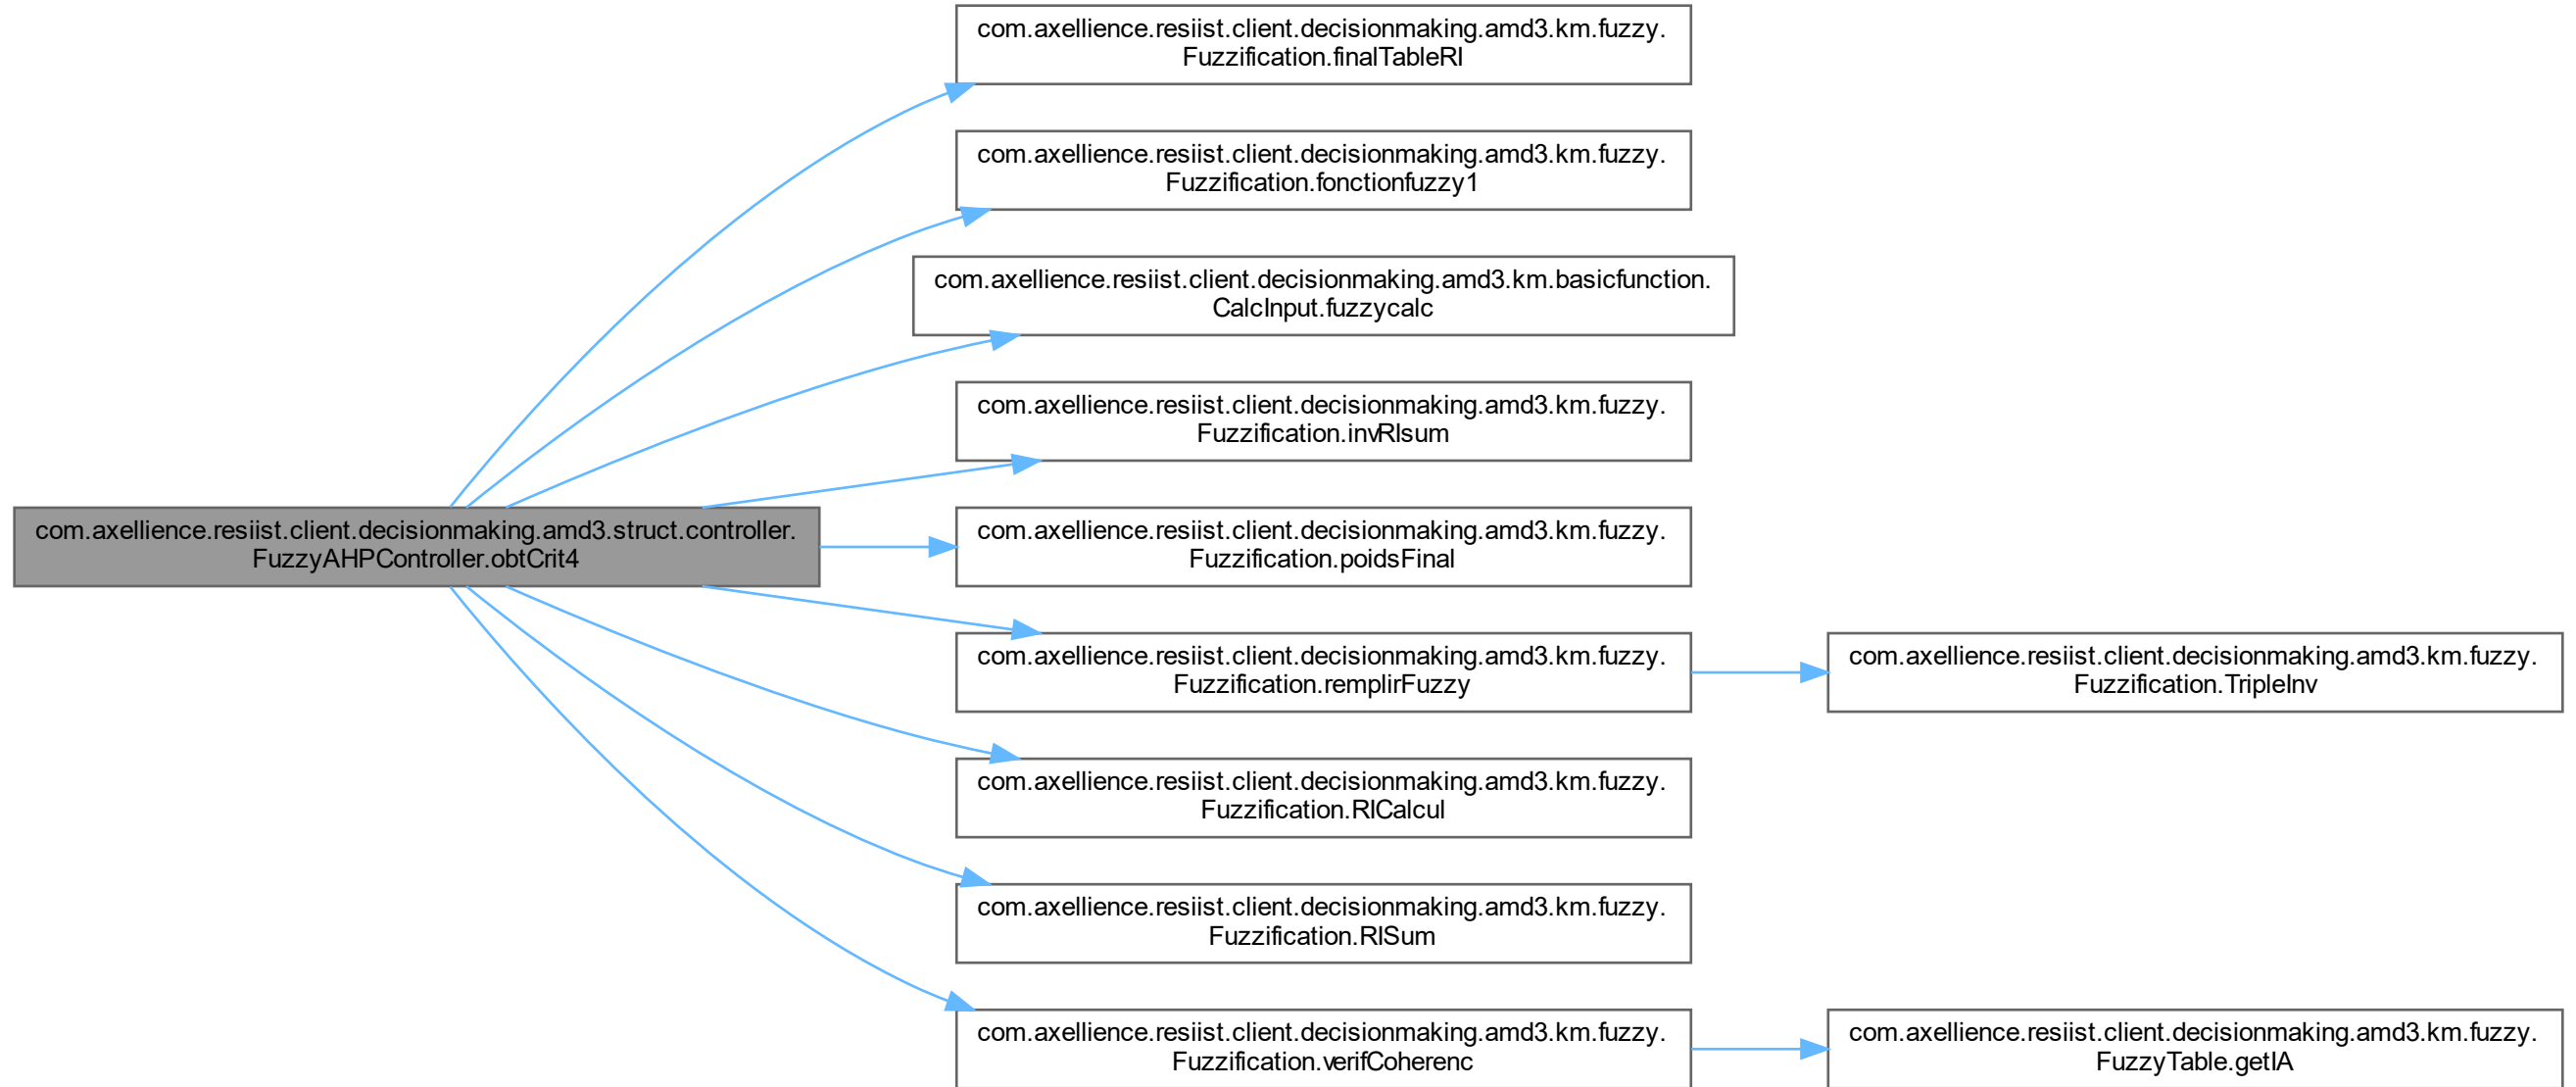 com.axellience.resiist.client.decisionmaking.amd3.km.fuzzy.
Fuzzification.finalTableRI
com.axellience.resiist.client.decisionmaking.amd3.km.fuzzy.
Fuzzification.fonctionfuzzy1
com.axellience.resiist.client.decisionmaking.amd3.km.basicfunction.
CalcInput.fuzzycalc
com.axellience.resiist.client.decisionmaking.amd3.km.fuzzy.
Fuzzification.invRIsum
com.axellience.resiist.client.decisionmaking.amd3.struct.controller.
FuzzyAHPController.obtCrit4
com.axellience.resiist.client.decisionmaking.amd3.km.fuzzy.
Fuzzification.poidsFinal
com.axellience.resiist.client.decisionmaking.amd3.km.fuzzy.
Fuzzification.remplirFuzzy
com.axellience.resiist.client.decisionmaking.amd3.km.fuzzy.
Fuzzification.TripleInv
com.axellience.resiist.client.decisionmaking.amd3.km.fuzzy.
Fuzzification.RICalcul
com.axellience.resiist.client.decisionmaking.amd3.km.fuzzy.
Fuzzification.RISum
com.axellience.resiist.client.decisionmaking.amd3.km.fuzzy.
Fuzzification.verifCoherenc
com.axellience.resiist.client.decisionmaking.amd3.km.fuzzy.
FuzzyTable.getIA